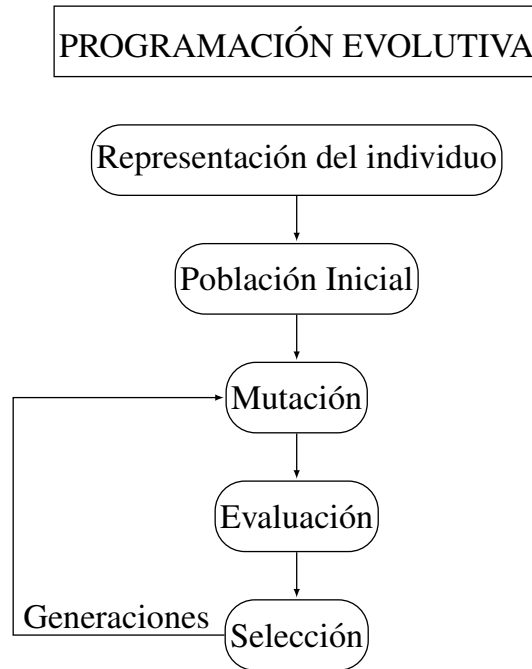 PROGRAMACIÓN EVOLUTIVA
Representación del individuo
Población Inicial
Mutación
Evaluación
Generaciones
Selección